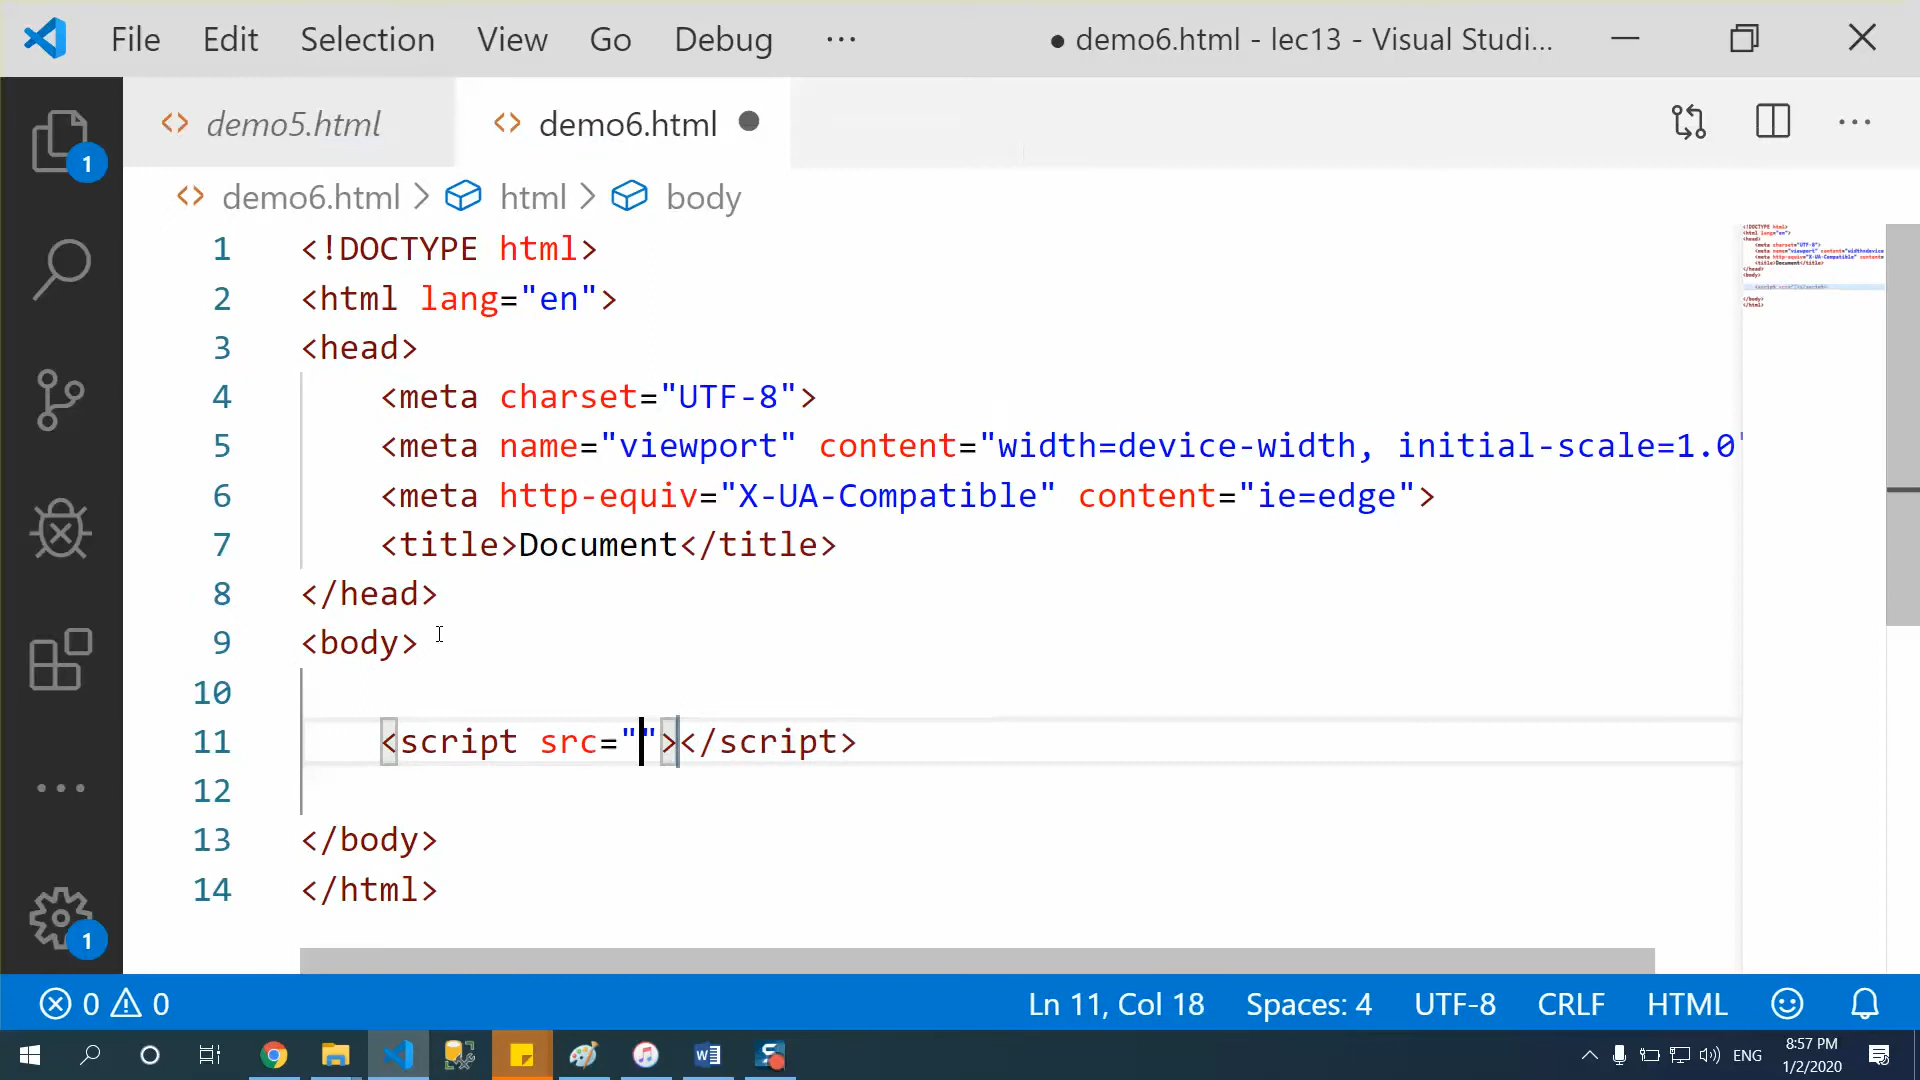 File Edit Selection View Go Debug ··· ● demo6.html - lec13 - Visual Studi...
demo5.html demo6.html
demo6.html > html > body
1 <!DOCTYPE html>
2 <html lang="en">
3 <head>
4 <meta charset="UTF-8">
5 <meta name="viewport" content="width=device-width, initial-scale=1.0"
6 <meta http-equiv="X-UA-Compatible" content="ie=edge">
7 <title>Document</title>
8 </head>
9 <body>
10
11 <script src=""></script>
12
13 </body>
14 </html>
1
1
0 0 Ln 11, Col 18 Spaces: 4 UTF-8 CRLF HTML
ENG 8:57 PM
1/2/2020